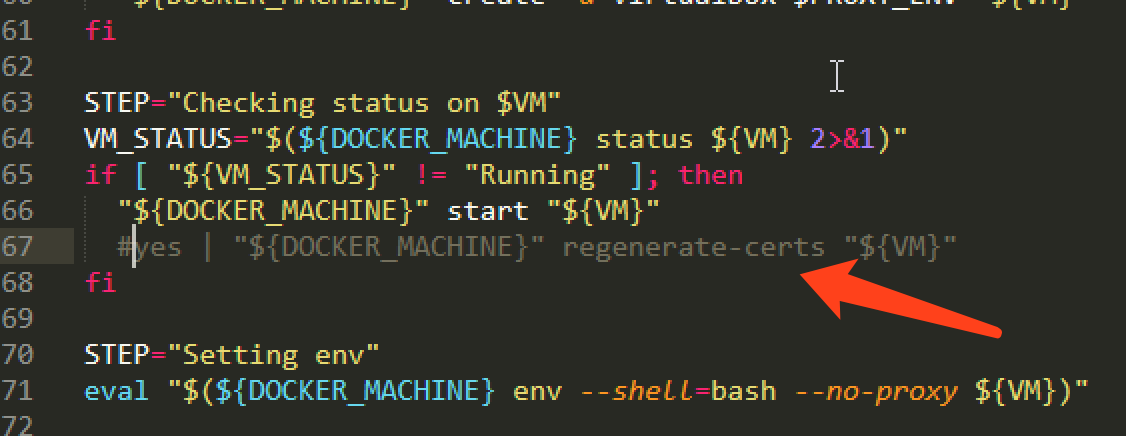 61 fi
62
63 STEP="Checking status on $VM"
64 VM_STATUS="$(${DOCKER_MACHINE} status ${VM} 2>&1)"
65 if [ "${VM_STATUS}" != "Running" ]; then
66 "${DOCKER_MACHINE}" start "${VM}"
67 #yes | "${DOCKER_MACHINE}" regenerate-certs "${VM}"
68 fi
69
70 STEP="Setting env"
71 eval "$(${DOCKER_MACHINE} env --shell=bash --no-proxy ${VM})"
72